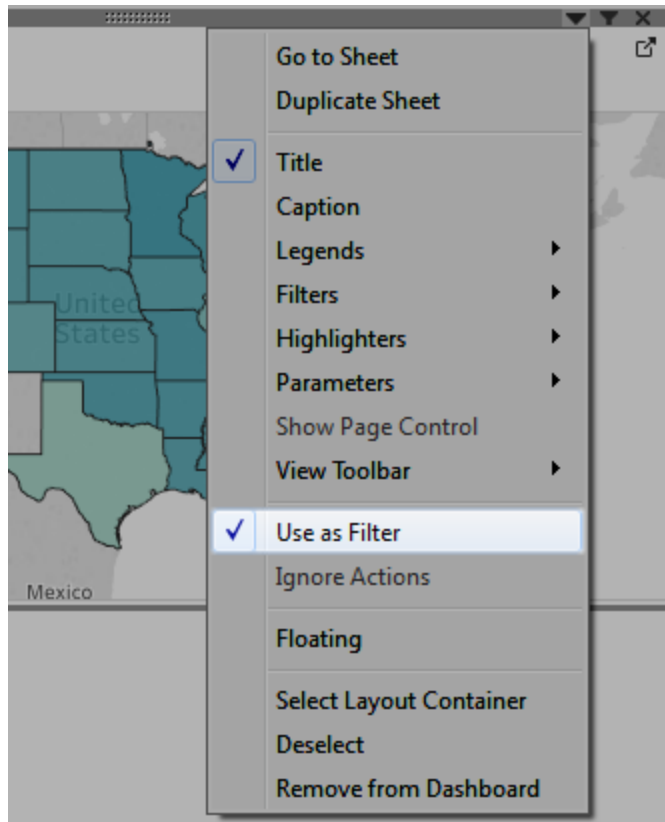 Go to Sheet
Duplicate Sheet
Title
Caption
Legends
Filters
Highlighters
Parameters
Show Page Control
View Toolbar
Use as Filter
Ignore Actions
Floating
Select Layout Container
Deselect
Remove from Dashboard
United
States
Mexico